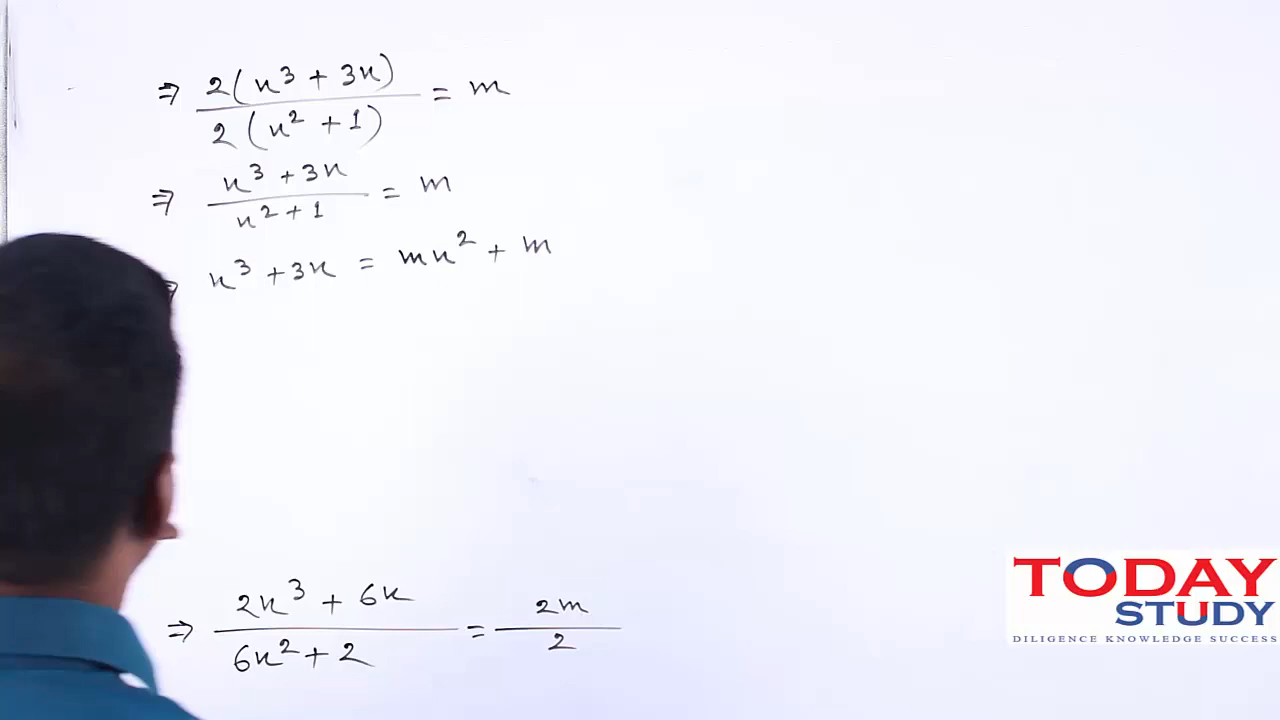 ⇒ 2(x³ + 3x) / 2(x² + 1) = m
⇒ x³ + 3x / x² + 1 = m
⇒ x³ + 3x = mx² + m
⇒ 2x³ + 6x / 6x² + 2 = 2m / 2
TODAY
STUDY
DILIGENCE KNOWLEDGE SUCCESS